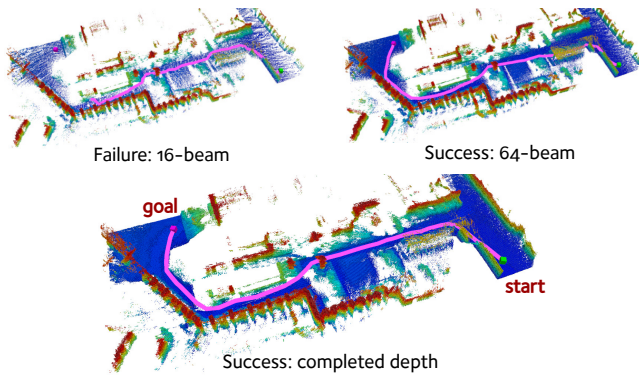 Failure: 16-beam
Success: 64-beam
goal
start
Success: completed depth